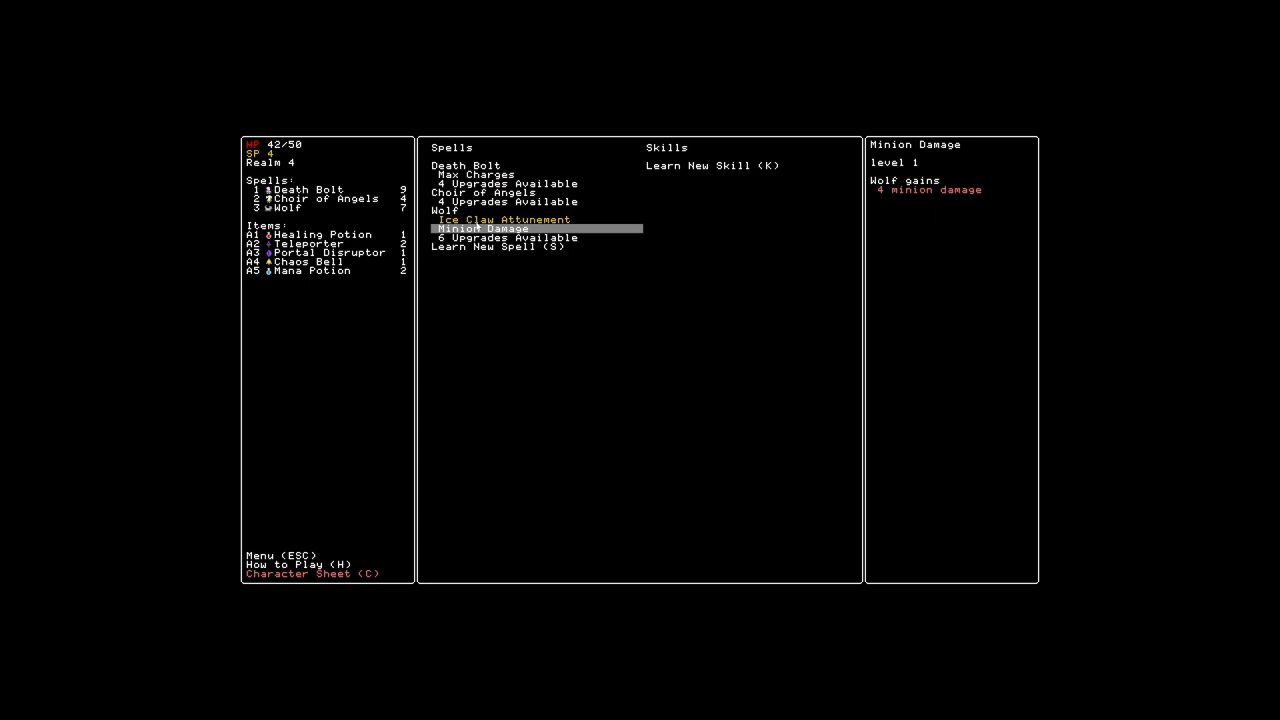 HP 42/50
SP 4
Realm 4
Spells:
1 Death Bolt 9
2 Choir of Angels 4
3 Wolf 7
Items:
A1 Healing Potion 1
A2 Teleporter 2
A3 Portal Disruptor 1
A4 Chaos Bell 1
A5 Mana Potion 2
Menu (ESC)
How to Play (H)
Character Sheet (C)
Spells
Death Bolt
Max Charges
4 Upgrades Available
Choir of Angels
4 Upgrades Available
Wolf
Ice Claw Attunement
Minion Damage
6 Upgrades Available
Learn New Spell (S)
Skills
Learn New Skill (K)
Minion Damage
level 1
Wolf gains
4 minion damage